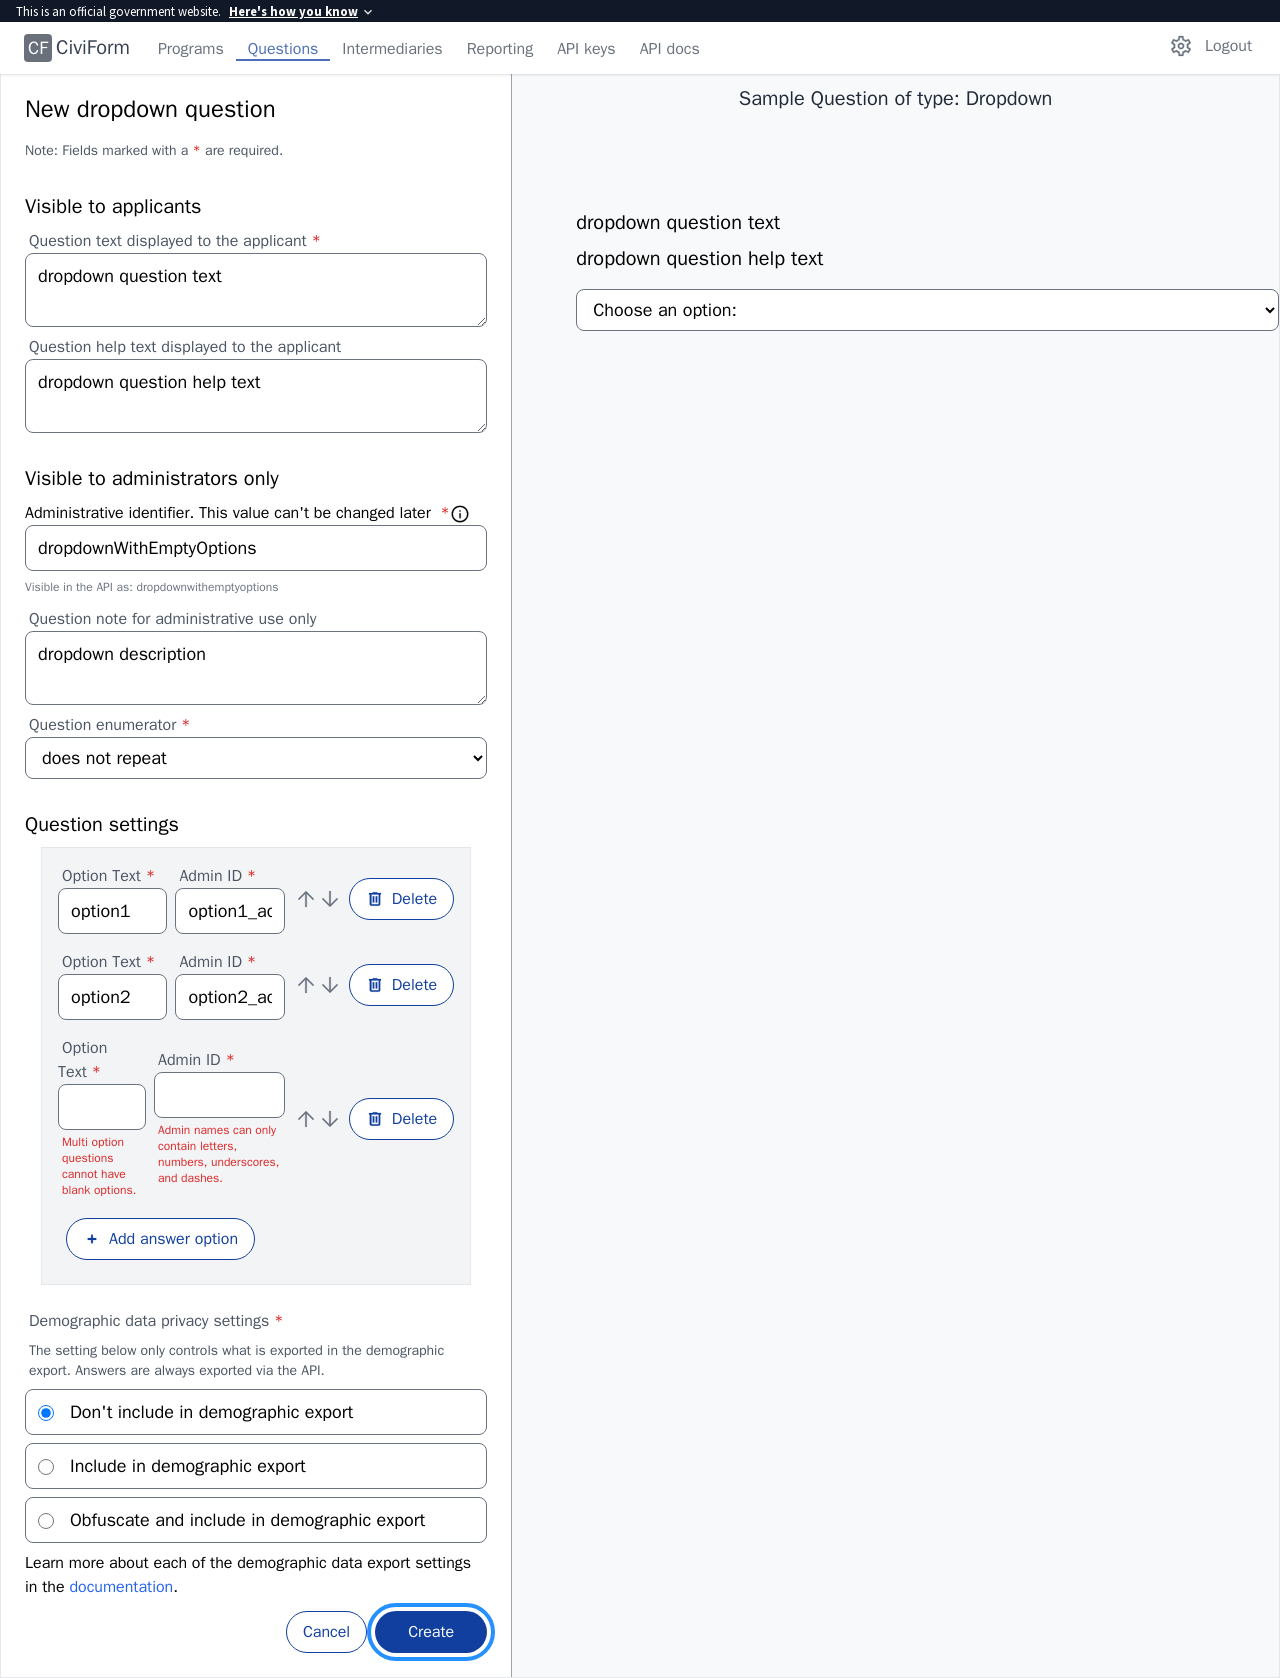 This is an official government website. Here's how you know
CF CiviForm Programs Questions Intermediaries Reporting API keys API docs Logout
New dropdown question
Note: Fields marked with a * are required.
Visible to applicants
Question text displayed to the applicant *
dropdown question text
Question help text displayed to the applicant
dropdown question help text
Visible to administrators only
Administrative identifier. This value can't be changed later *
dropdownWithEmptyOptions
Visible in the API as: dropdownwithemptyoptions
Question note for administrative use only
dropdown description
Question enumerator *
does not repeat
Question settings
Option Text * Admin ID *
option1 option1_ac Delete
Option Text * Admin ID *
option2 option2_ac Delete
Option
Text *
Admin ID *
Delete
Multi option
questions
cannot have
blank options.
Admin names can only
contain letters,
numbers, underscores,
and dashes.
+ Add answer option
Demographic data privacy settings *
The setting below only controls what is exported in the demographic
export. Answers are always exported via the API.
Don't include in demographic export
Include in demographic export
Obfuscate and include in demographic export
Learn more about each of the demographic data export settings
in the documentation.
Cancel Create
Sample Question of type: Dropdown
dropdown question text
dropdown question help text
Choose an option: